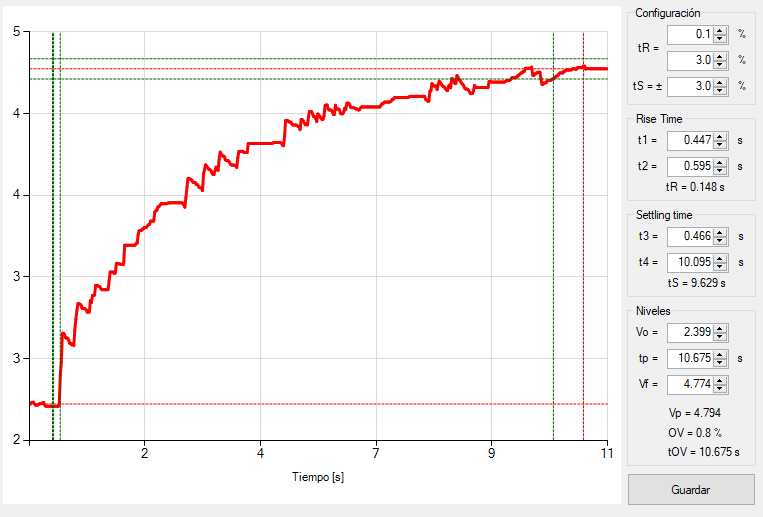 5
4
4
3
3
2
2
4
7
9
11
Tiempo [s]
Configuración
tR =
0.1
%
3.0
%
tS = ±
3.0
%
Rise Time
t1 =
0.447
s
t2 =
0.595
s
tR = 0.148 s
Settling time
t3 =
0.466
s
t4 =
10.095
s
tS = 9.629 s
Niveles
Vo =
2.399
tp =
10.675
s
Vf =
4.774
Vp = 4.794
OV = 0.8 %
tOV = 10.675 s
Guardar